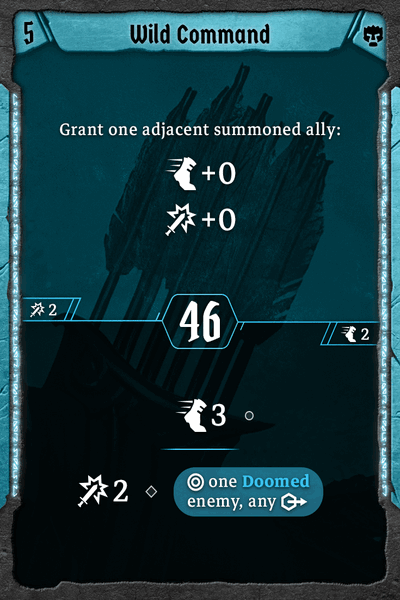 5 Wild Command
Grant one adjacent summoned ally:
+0
+0
2
46
2
3
2
one Doomed
enemy, any